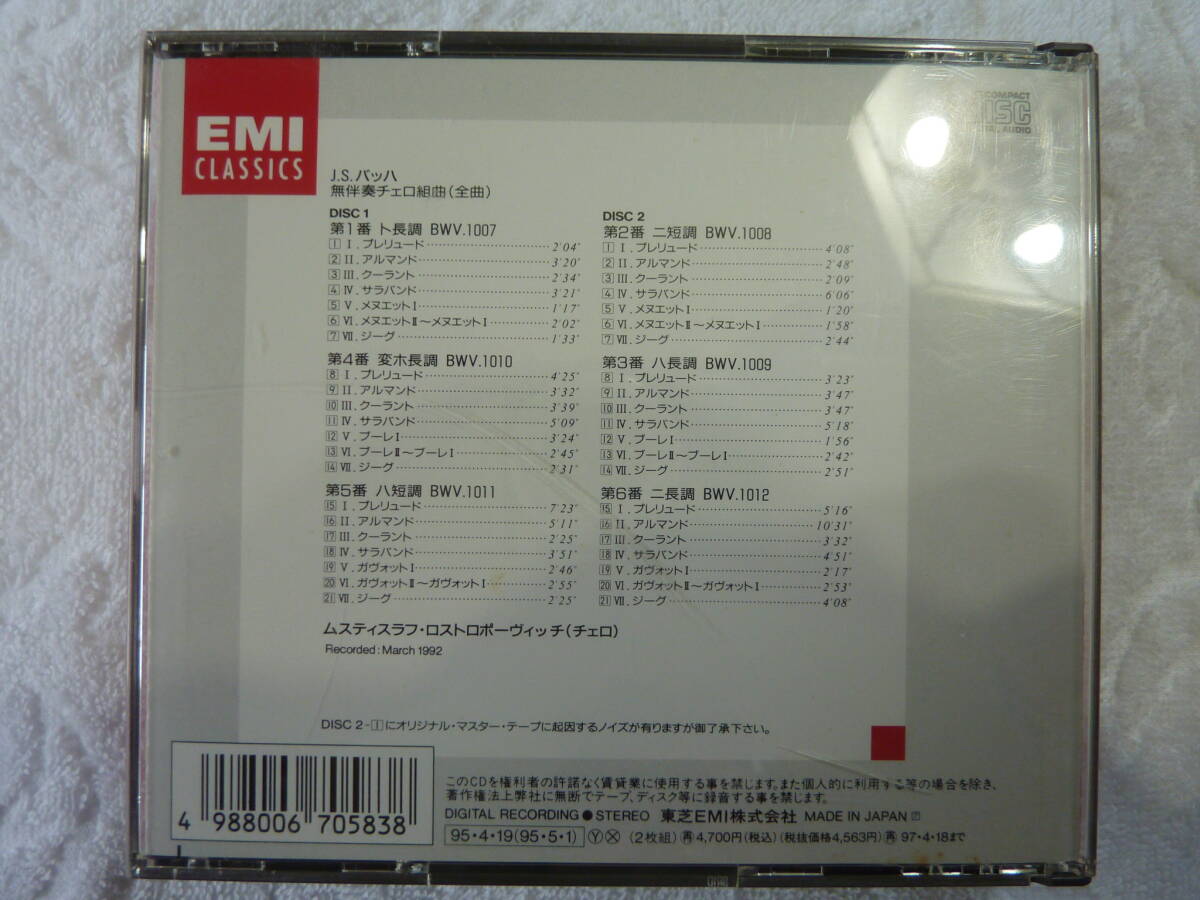 EMI
CLASSICS
COMPACT
DISC
DIGITAL AUDIO
J.S.バッハ
無伴奏チェロ組曲(全曲)
DISC 1
第1番 ト長調 BWV.1007
1 I.プレリュード 2'04"
2 II.アルマンド 3'20"
3 III.クーラント 2'34"
4 IV.サラバンド 3'21"
5 V.メヌエットI 1'17"
6 VI.メヌエットII〜メヌエットI 2'02"
7 VII.ジーグ 1'33"
第4番 変ホ長調 BWV.1010
8 I.プレリュード 4'25"
9 II.アルマンド 3'32"
10 III.クーラント 3'39"
11 IV.サラバンド 5'09"
12 V.ブーレI 3'24"
13 VI.ブーレII〜ブーレI 2'45"
14 VII.ジーグ 2'31"
第5番 ハ短調 BWV.1011
15 I.プレリュード 7'23"
16 II.アルマンド 5'11"
17 III.クーラント 2'25"
18 IV.サラバンド 3'51"
19 V.ガヴォットI 2'46"
20 VI.ガヴォットII〜ガヴォットI 2'55"
21 VII.ジーグ 2'25"
DISC 2
第2番 ニ短調 BWV.1008
1 I.プレリュード 4'08"
2 II.アルマンド 2'48"
3 III.クーラント 2'09"
4 IV.サラバンド 6'06"
5 V.メヌエットI 1'20"
6 VI.メヌエットII〜メヌエットI 1'58"
7 VII.ジーグ 2'44"
第3番 ハ長調 BWV.1009
8 I.プレリュード 3'23"
9 II.アルマンド 3'47"
10 III.クーラント 3'47"
11 IV.サラバンド 5'18"
12 V.ブーレI 1'56"
13 VI.ブーレII〜ブーレI 2'42"
14 VII.ジーグ 2'51"
第6番 ニ長調 BWV.1012
15 I.プレリュード 5'16"
16 II.アルマンド 10'31"
17 III.クーラント 3'32"
18 IV.サラバンド 4'51"
19 V.ガヴォットI 2'17"
20 VI.ガヴォットII〜ガヴォットI 2'53"
21 VII.ジーグ 4'08"
ムスティスラフ・ロストロポーヴィッチ(チェロ)
Recorded:March 1992
DISC 2-1にオリジナル・マスター・テープに起因するノイズが有りますが御了承下さい。
このCDを権利者の許諾なく賃貸業に使用する事を禁じます。また個人的に利用する等の場合を除き、
著作権法上弊社に無断でテープ、ディスク等に録音する事を禁じます。
DIGITAL RECORDING●STEREO 東芝EMI株式会社 MADE IN JAPAN Ⓟ
95・4・19(95・5・1) Ⓨ Ⓧ (2枚組) 再4,700円(税込)(税抜価格4,563円) 再97・4・18まで
4 988006 705838